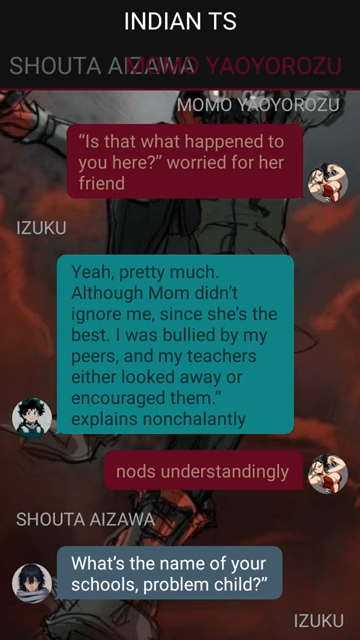 INDIAN TS
SHOUTA AIZAWA MOMO YAOYOROZU
MOMO YAOYOROZU
“Is that what happened to
you here?” worried for her
friend
IZUKU
Yeah, pretty much.
Although Mom didn’t
ignore me, since she’s the
best. I was bullied by my
peers, and my teachers
either looked away or
encouraged them.”
explains nonchalantly
nods understandingly
SHOUTA AIZAWA
What’s the name of your
schools, problem child?”
IZUKU